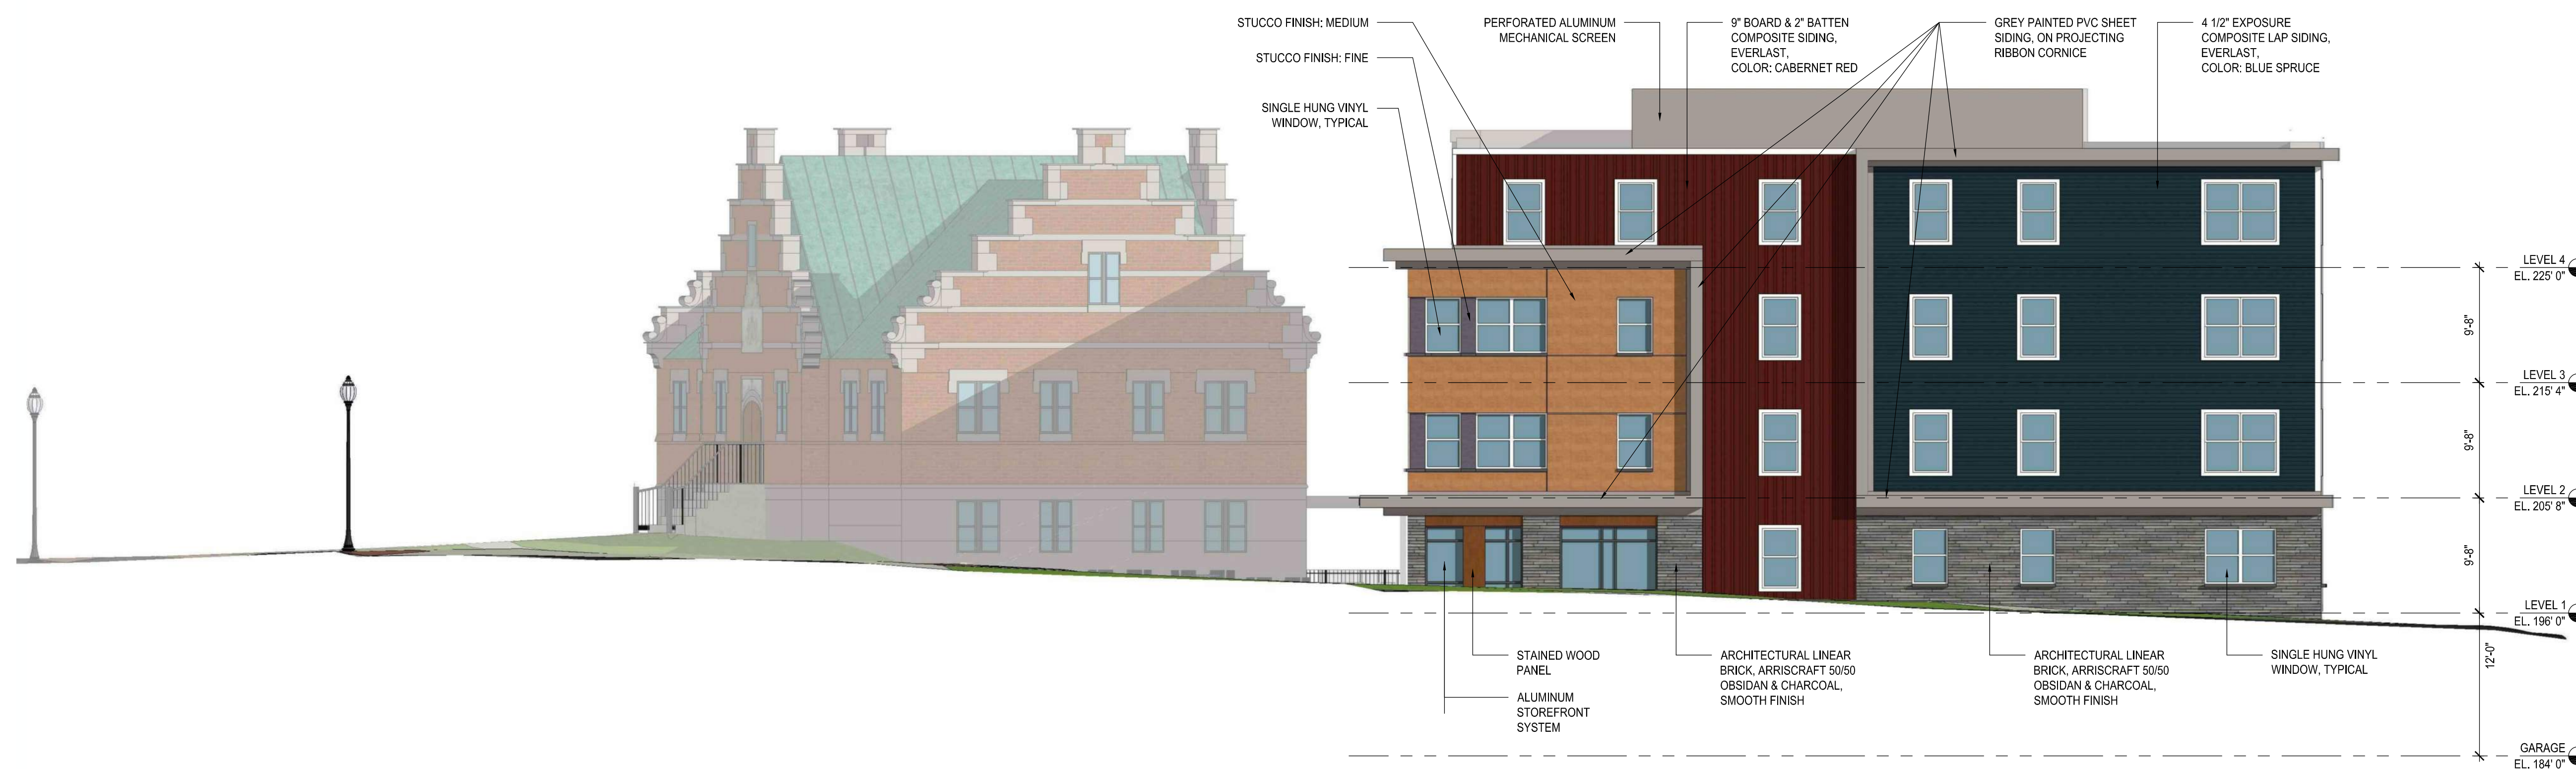 STUCCO FINISH: MEDIUM
STUCCO FINISH: FINE
SINGLE HUNG VINYL
WINDOW, TYPICAL
PERFORATED ALUMINUM
MECHANICAL SCREEN
9" BOARD & 2" BATTEN
COMPOSITE SIDING,
EVERLAST,
COLOR: CABERNET RED
GREY PAINTED PVC SHEET
SIDING, ON PROJECTING
RIBBON CORNICE
4 1/2" EXPOSURE
COMPOSITE LAP SIDING,
EVERLAST,
COLOR: BLUE SPRUCE
LEVEL 4
EL. 225' 0"
9'-8"
LEVEL 3
EL. 215' 4"
9'-8"
LEVEL 2
EL. 205' 8"
9'-8"
LEVEL 1
EL. 196' 0"
12'-0"
GARAGE
EL. 184' 0"
STAINED WOOD
PANEL
ALUMINUM
STOREFRONT
SYSTEM
ARCHITECTURAL LINEAR
BRICK, ARRISCRAFT 50/50
OBSIDAN & CHARCOAL,
SMOOTH FINISH
ARCHITECTURAL LINEAR
BRICK, ARRISCRAFT 50/50
OBSIDAN & CHARCOAL,
SMOOTH FINISH
SINGLE HUNG VINYL
WINDOW, TYPICAL